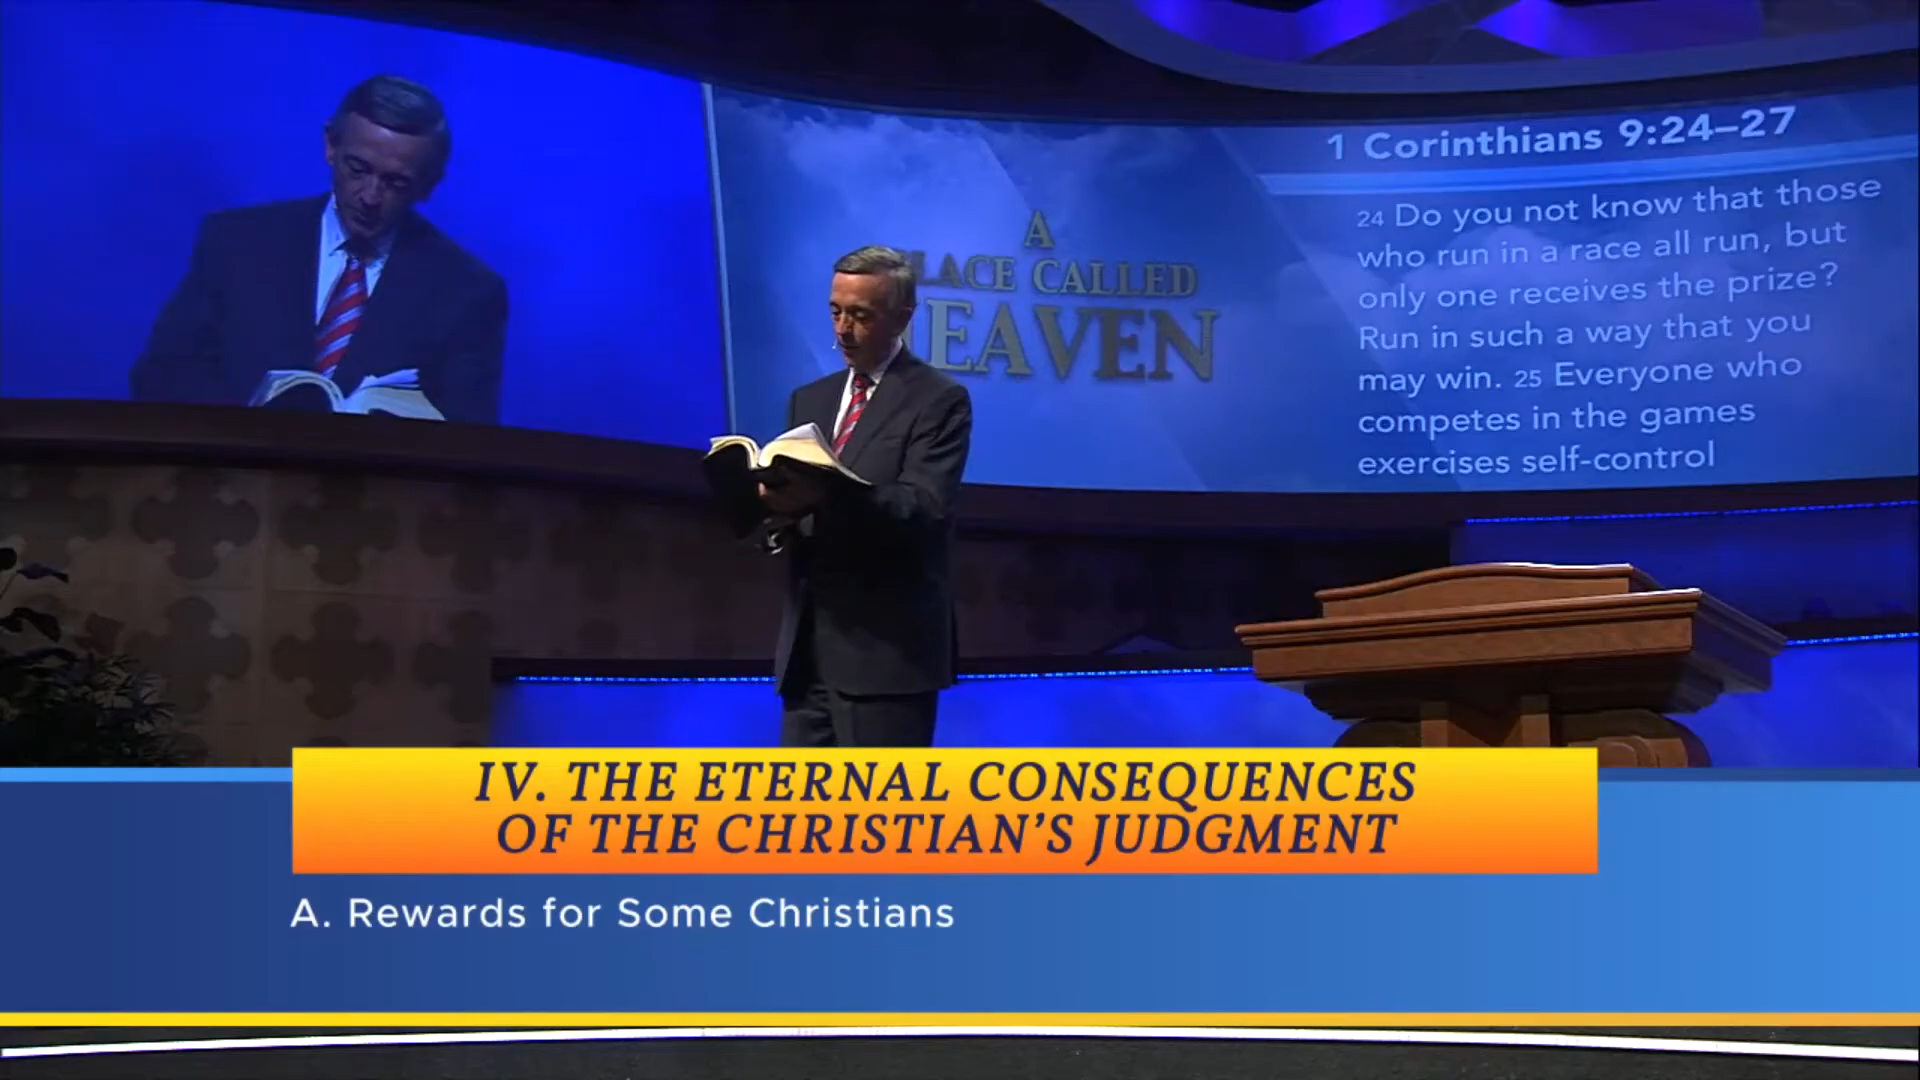 A
LACE CALLED
EAVEN
1 Corinthians 9:24–27
24 Do you not know that those
who run in a race all run, but
only one receives the prize?
Run in such a way that you
may win. 25 Everyone who
competes in the games
exercises self-control
IV. THE ETERNAL CONSEQUENCES
OF THE CHRISTIAN’S JUDGMENT
A. Rewards for Some Christians